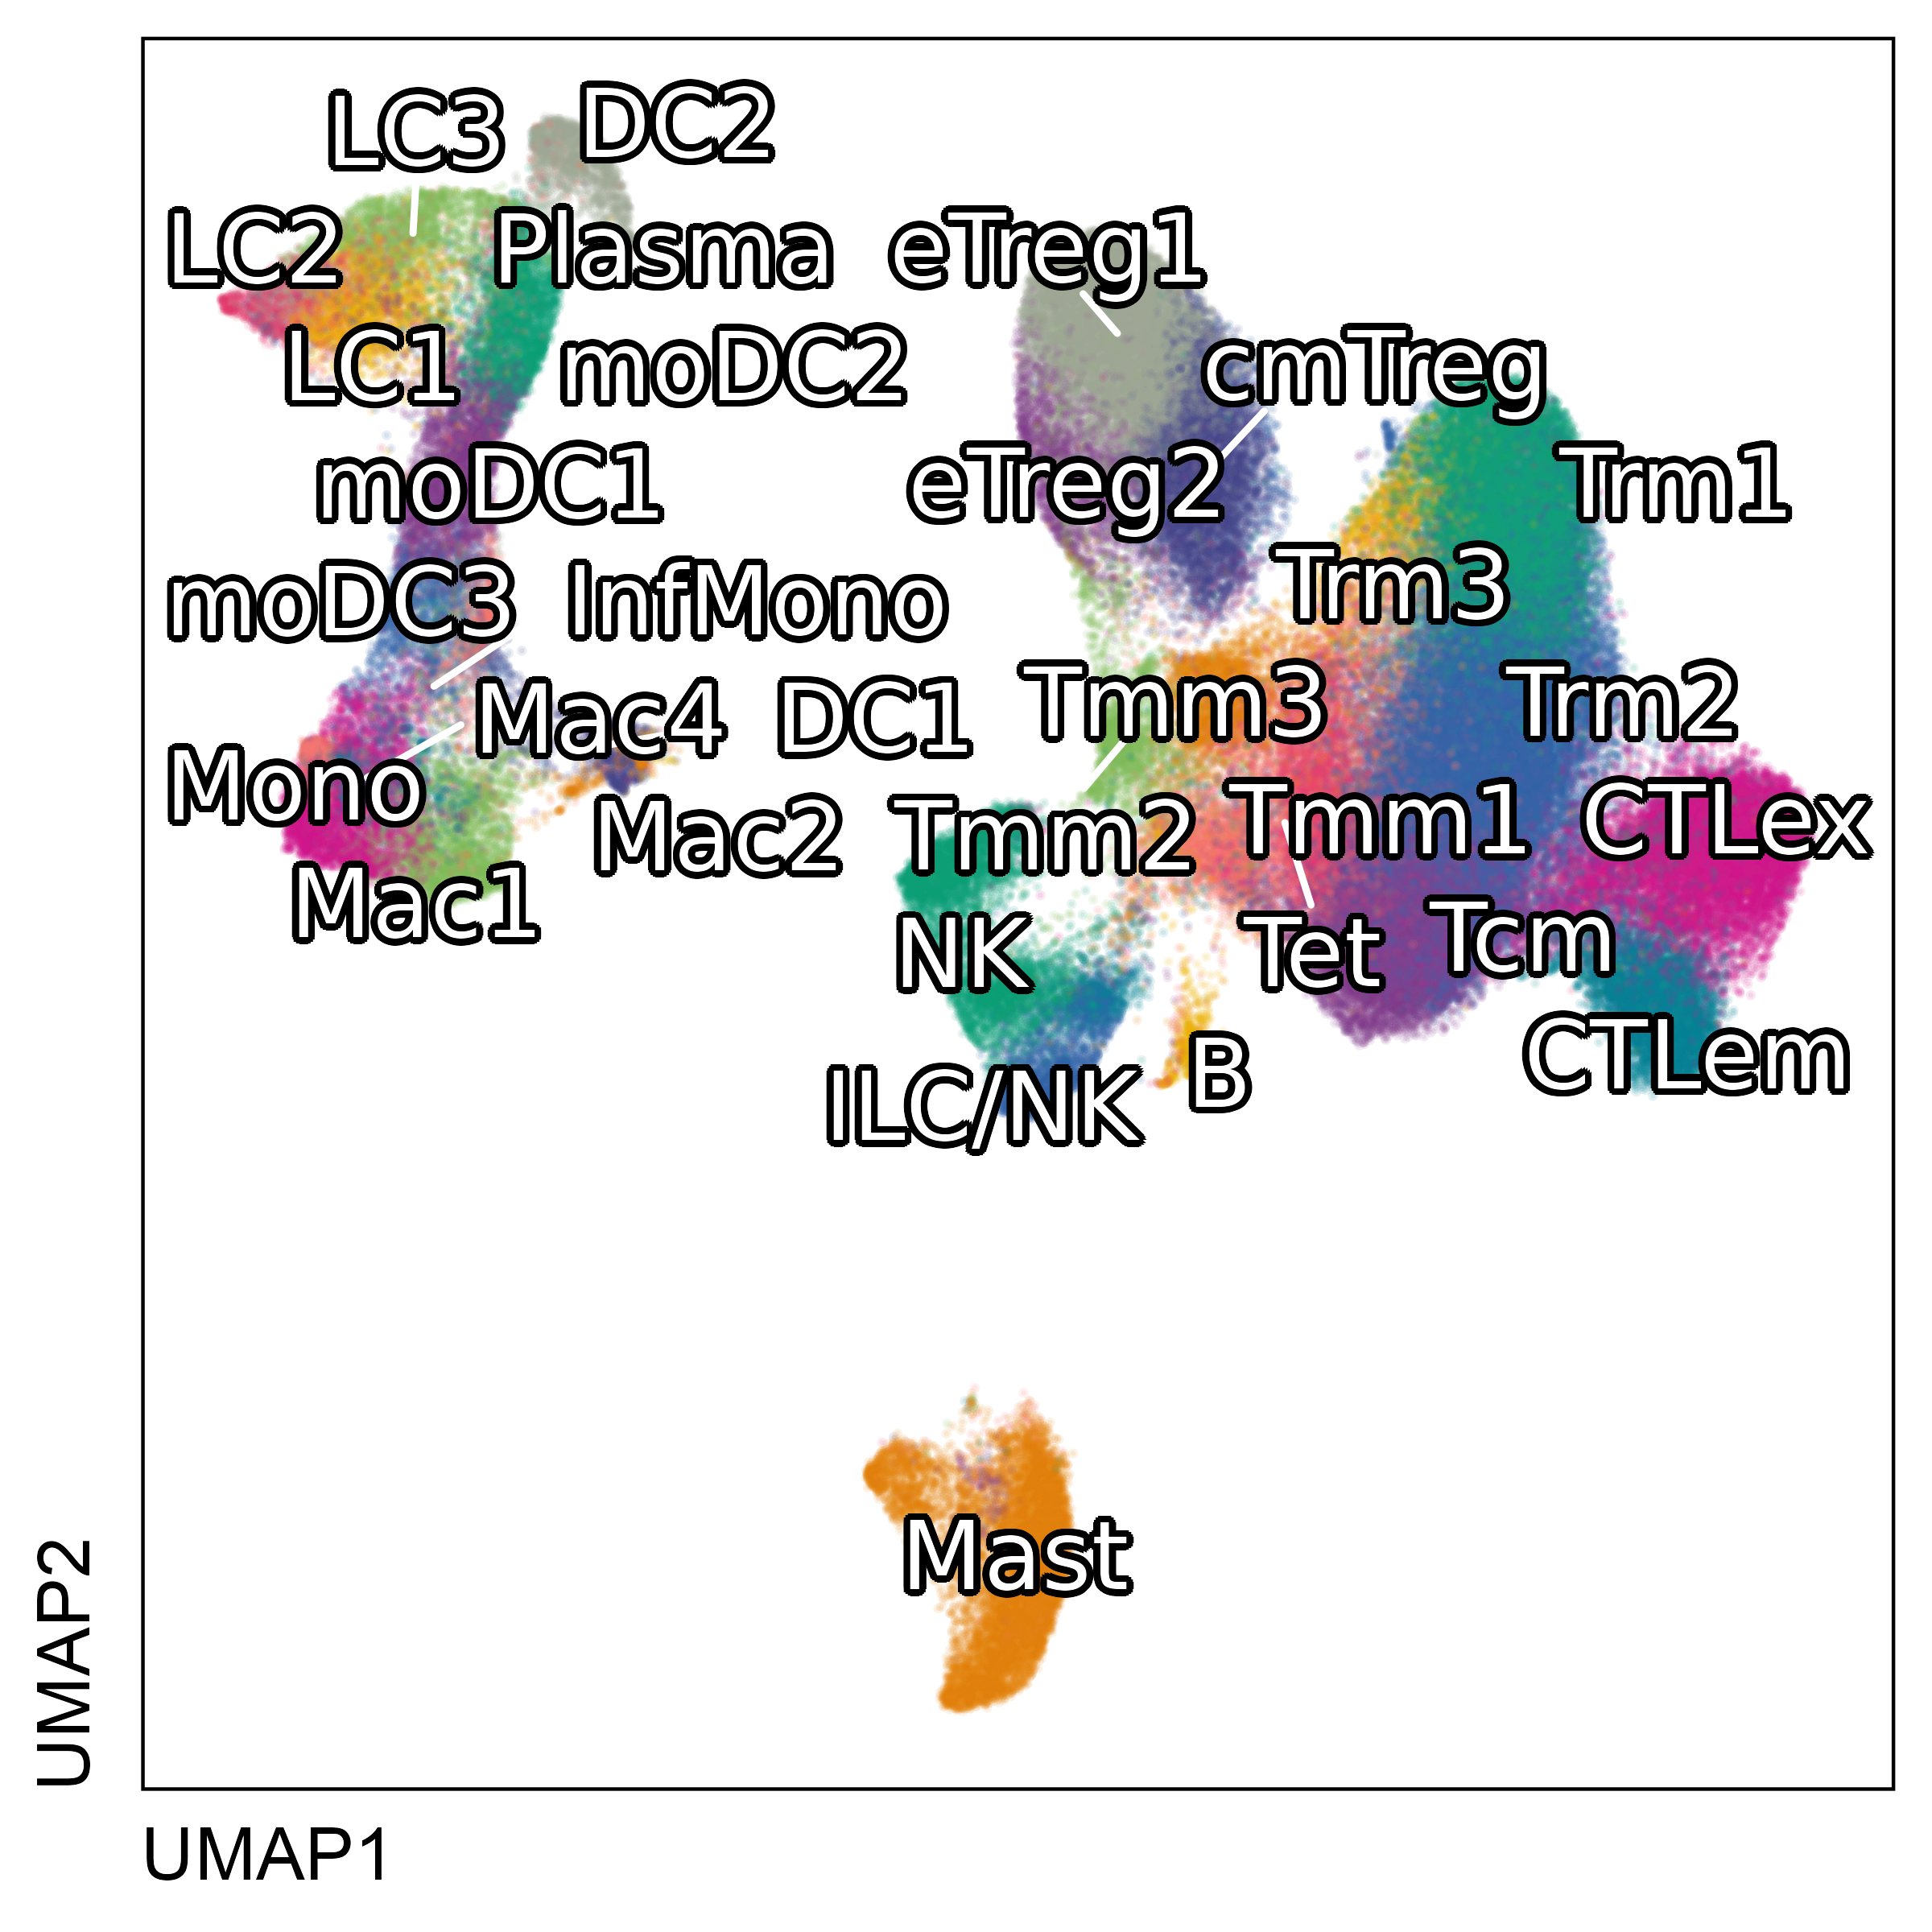 LC3 DC2
LC2 Plasma eTreg1
LC1 moDC2 cmTreg
moDC1 eTreg2 Trm1
moDC3 InfMono Trm3
Mac4 DC1 Tmm3 Trm2
Mono Mac2 Tmm2 Tmm1 CTLex
Mac1 NK Tet Tcm
ILC/NK B CTLem
Mast
UMAP2
UMAP1